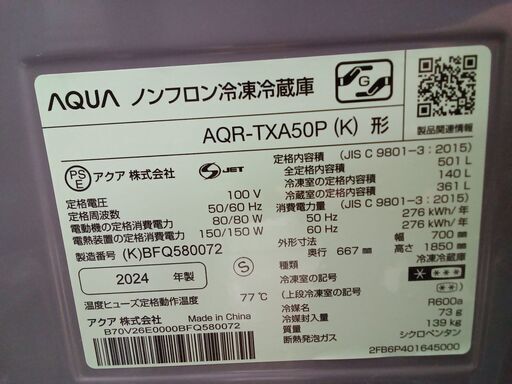 AQUA ノンフロン冷凍冷蔵庫
G
AQR-TXA50P (K) 形
製品関連情報
PS E アクア 株式会社 S-JET
定格電圧 100 V
定格周波数 50/60 Hz
電動機の定格消費電力 80/80 W
電熱装置の定格消費電力 150/150 W
製造番号 (K)BFQ580072
2024 年製 S
温度ヒューズ定格動作温度 77℃
アクア 株式会社 Made in China
B70V26E0000BFQ580072
定格内容積 (JIS C 9801-3 : 2015)
全定格内容積 501 L
冷凍室の定格内容積 140 L
冷蔵室の定格内容積 361 L
消費電力量 (JIS C 9801-3 : 2015)
50 Hz 276 kWh/年
60 Hz 276 kWh/年
外形寸法 幅 700 mm
奥行 667 mm 高さ 1850 mm
種類 冷凍冷蔵庫
冷凍室の記号
(上段冷凍室の記号)
冷媒名 R600a
冷媒封入量 73 g
質量 139 kg
断熱発泡ガス シクロペンタン
2FB6P401645000